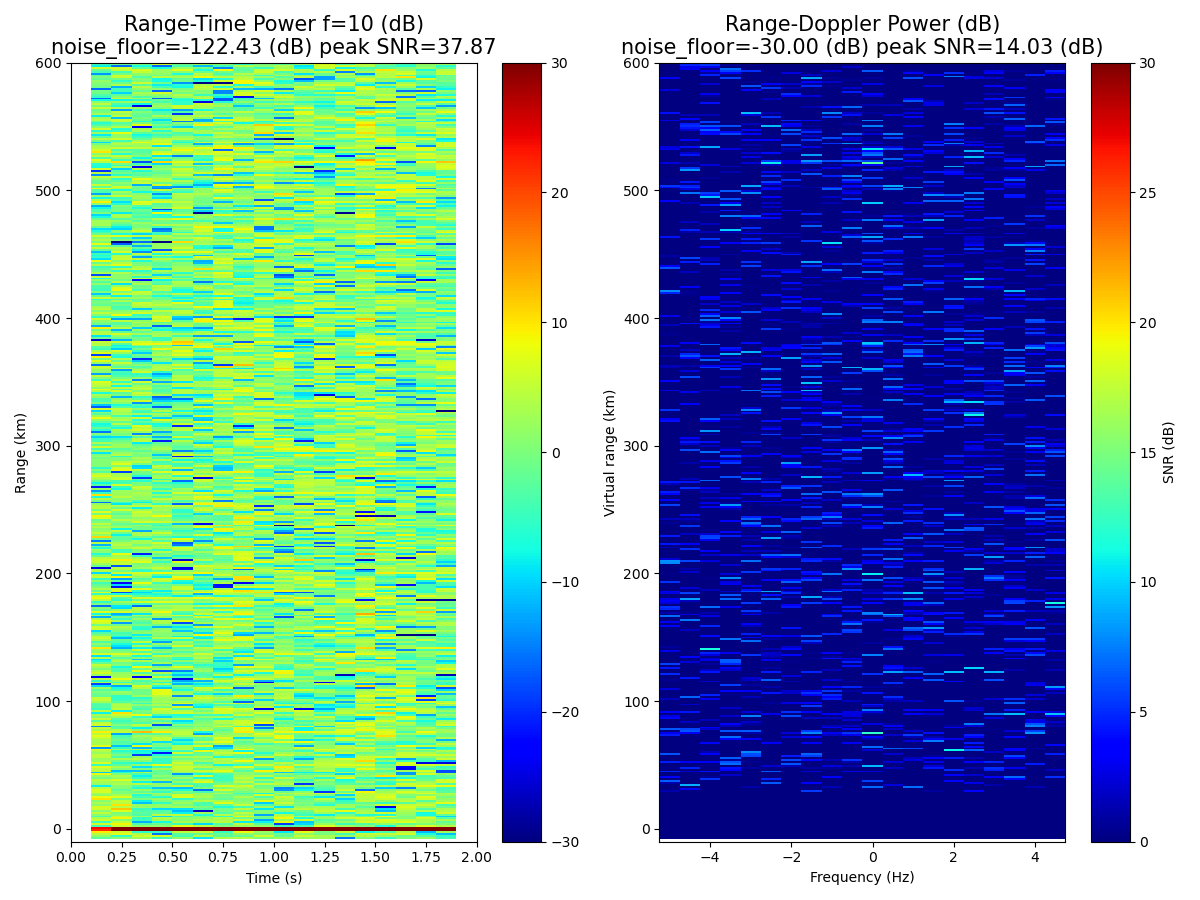 Range-Time Power f=10 (dB)
noise_floor=-122.43 (dB) peak SNR=37.87
600
500
400
300
200
100
0
Range (km)
0.00 0.25 0.50 0.75 1.00 1.25 1.50 1.75 2.00
Time (s)
30
20
10
0
−10
−20
−30
Range-Doppler Power (dB)
noise_floor=-30.00 (dB) peak SNR=14.03 (dB)
600
500
400
300
200
100
0
Virtual range (km)
−4 −2 0 2 4
Frequency (Hz)
30
25
20
15
10
5
0
SNR (dB)